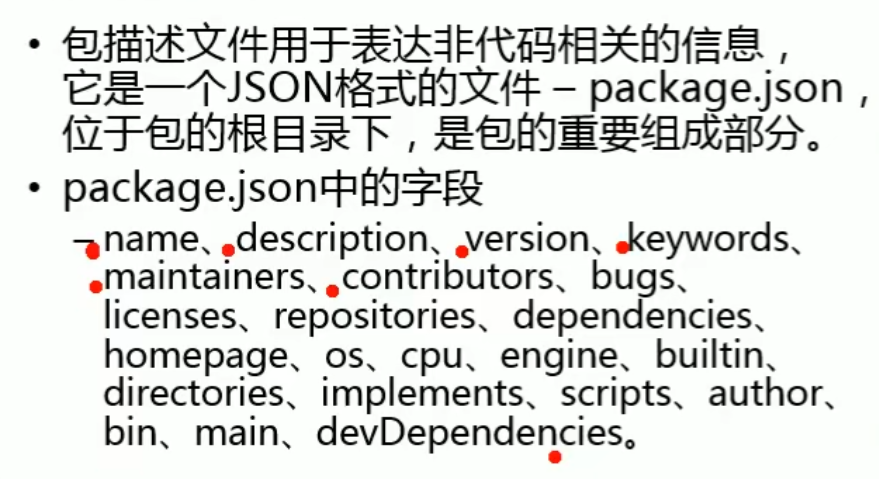 • 包描述文件用于表达非代码相关的信息，
它是一个JSON格式的文件 – package.json，
位于包的根目录下，是包的重要组成部分。
• package.json中的字段
– name、description、version、keywords、
maintainers、contributors、bugs、
licenses、repositories、dependencies、
homepage、os、cpu、engine、builtin、
directories、implements、scripts、author、
bin、main、devDependencies。